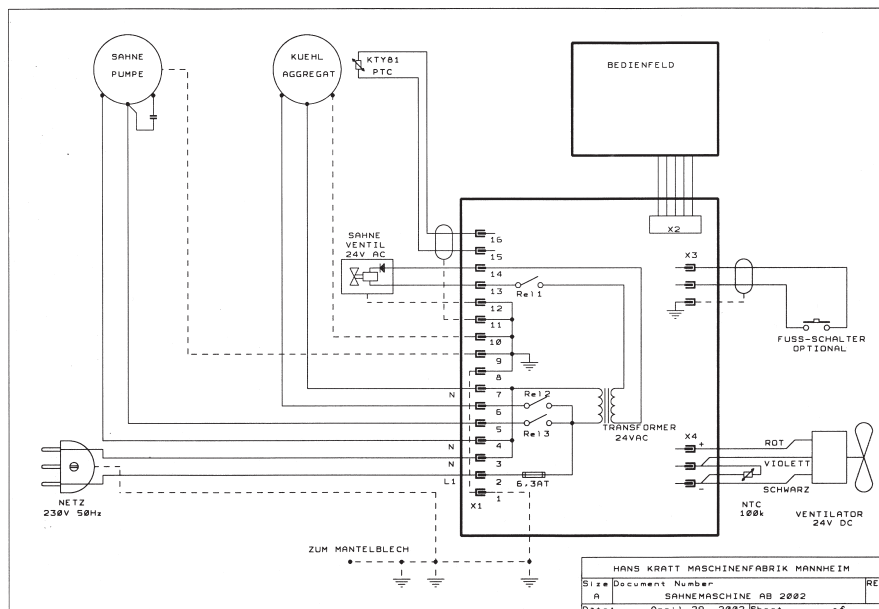 SAHNE
PUMPE
KUEHL
AGGREGAT
KTY81
PTC
BEDIENFELD
X2
SAHNE
VENTIL
24V AC
16
15
14
13
Rel1
12
11
10
9
8
N
7
Rel2
6
5
Rel3
N
4
N
3
L1
2
6,3AT
X1
1
TRANSFORMER
24VAC
X3
FUSS-SCHALTER
OPTIONAL
X4
+
-
ROT
VIOLETT
SCHWARZ
NTC
100k
VENTILATOR
24V DC
NETZ
230V 50Hz
ZUM MANTELBLECH
HANS KRATT MASCHINENFABRIK MANNHEIM
Size Document Number
A SAHNEMASCHINE AB 2002